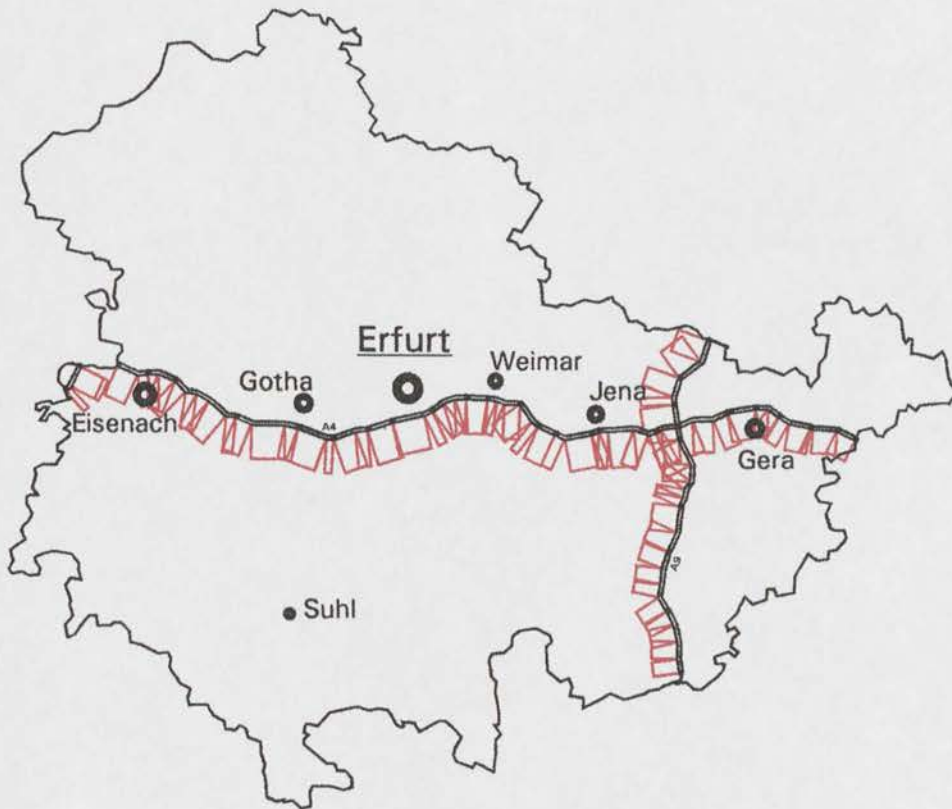 Erfurt
Weimar
Gotha
Jena
Eisenach
A4
Gera
A9
Suhl